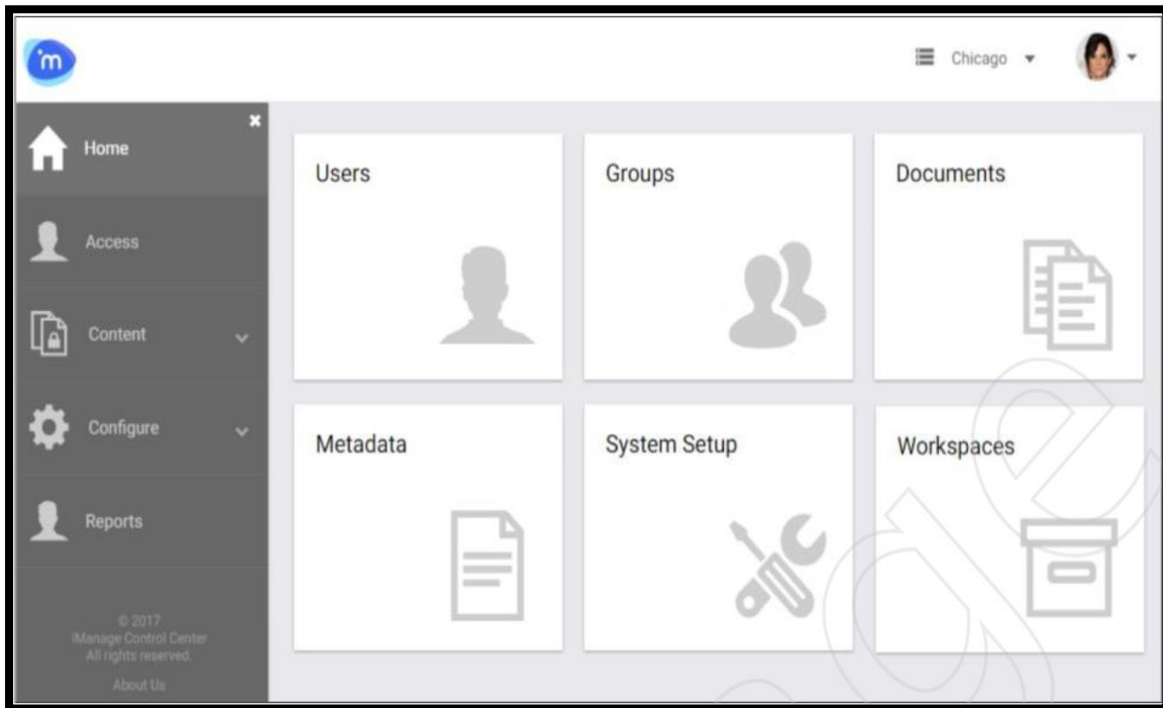 m
Chicago
Home
Access
Content
Configure
Reports
© 2017
iManage Control Center
All rights reserved.
About Us
Users
Groups
Documents
Metadata
System Setup
Workspaces